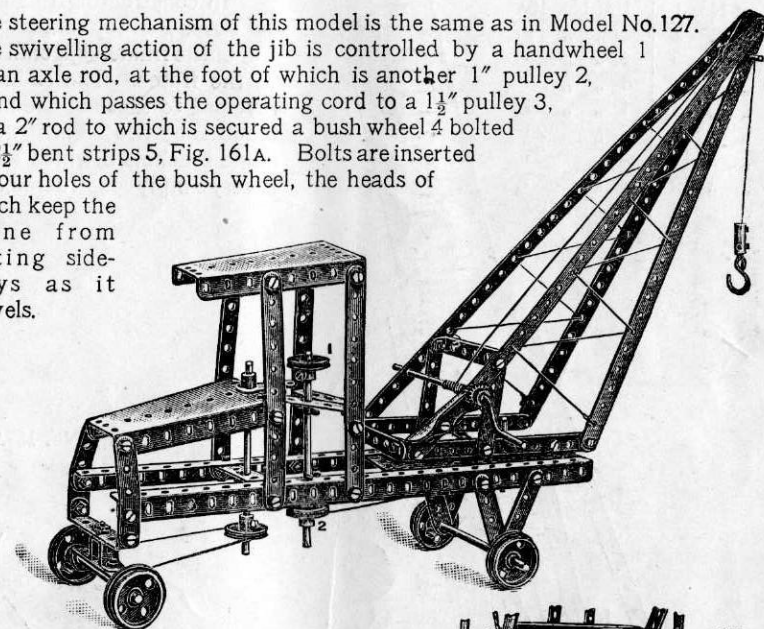 e steering mechanism of this model is the same as in Model No.127.
e swivelling action of the jib is controlled by a handwheel 1
an axle rod, at the foot of which is another 1″ pulley 2,
nd which passes the operating cord to a 1½″ pulley 3,
a 2″ rod to which is secured a bush wheel 4 bolted
½″ bent strips 5, Fig. 161A. Bolts are inserted
our holes of the bush wheel, the heads of
ch keep the
ne from
ting side-
ys as it
vels.
1
2